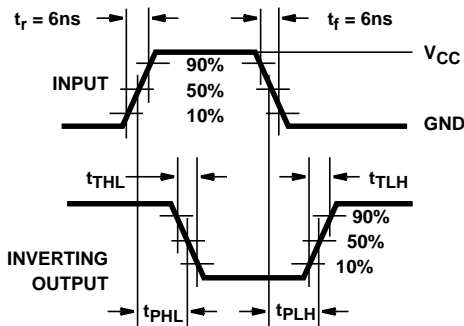 tr = 6ns
tf = 6ns
VCC
INPUT
90%
50%
10%
GND
tTHL
tTLH
90%
50%
10%
INVERTING
OUTPUT
tPHL
tPLH